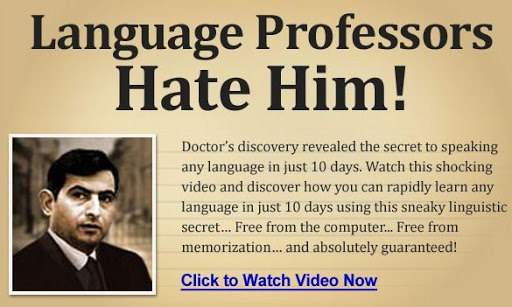 Language Professors
Hate Him!
Doctor's discovery revealed the secret to speaking
any language in just 10 days. Watch this shocking
video and discover how you can rapidly learn any
language in just 10 days using this sneaky linguistic
secret... Free from the computer... Free from
memorization... and absolutely guaranteed!
Click to Watch Video Now